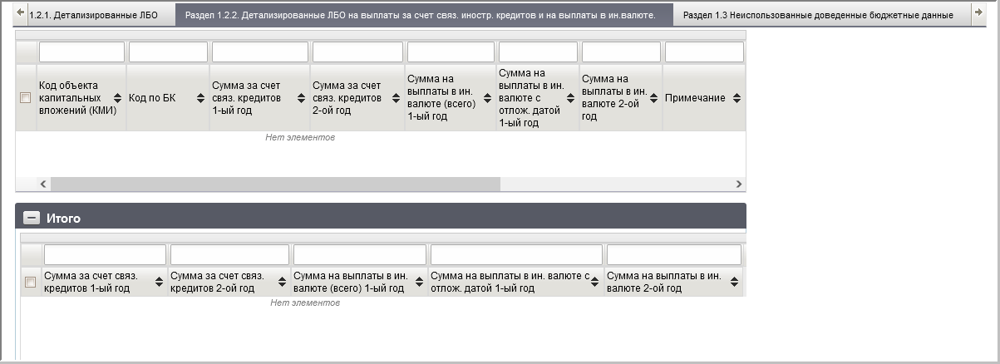 1.2.1. Детализированные ЛБО
Раздел 1.2.2. Детализированные ЛБО на выплаты за счет связ. иностр. кредитов и на выплаты в ин.валюте.
Раздел 1.3 Неиспользованные доведенные бюджетные данные
Код объекта
капитальных
вложений (КМИ)
Код по БК
Сумма за счет
связ. кредитов
1-ый год
Сумма за счет
связ. кредитов
2-ой год
Сумма на
выплаты в ин.
валюте (всего)
1-ый год
Сумма на
выплаты в ин.
валюте с
отлож. датой
1-ый год
Сумма на
выплаты в ин.
валюте 2-ой
год
Примечание
Нет элементов
Итого
Сумма за счет связ.
кредитов 1-ый год
Сумма за счет связ.
кредитов 2-ой год
Сумма на выплаты в ин.
валюте (всего) 1-ый год
Сумма на выплаты в ин. валюте с
отлож. датой 1-ый год
Сумма на выплаты в ин.
валюте 2-ой год
Нет элементов